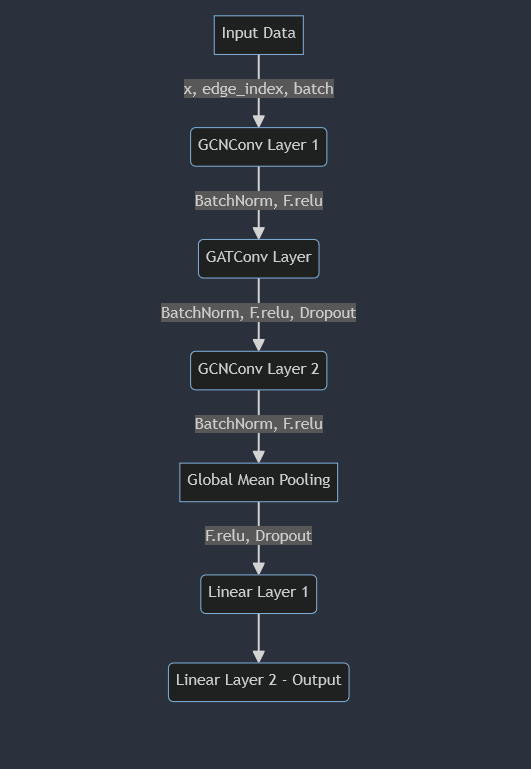 Input Data
x, edge_index, batch
GCNConv Layer 1
BatchNorm, F.relu
GATConv Layer
BatchNorm, F.relu, Dropout
GCNConv Layer 2
BatchNorm, F.relu
Global Mean Pooling
F.relu, Dropout
Linear Layer 1
Linear Layer 2 - Output